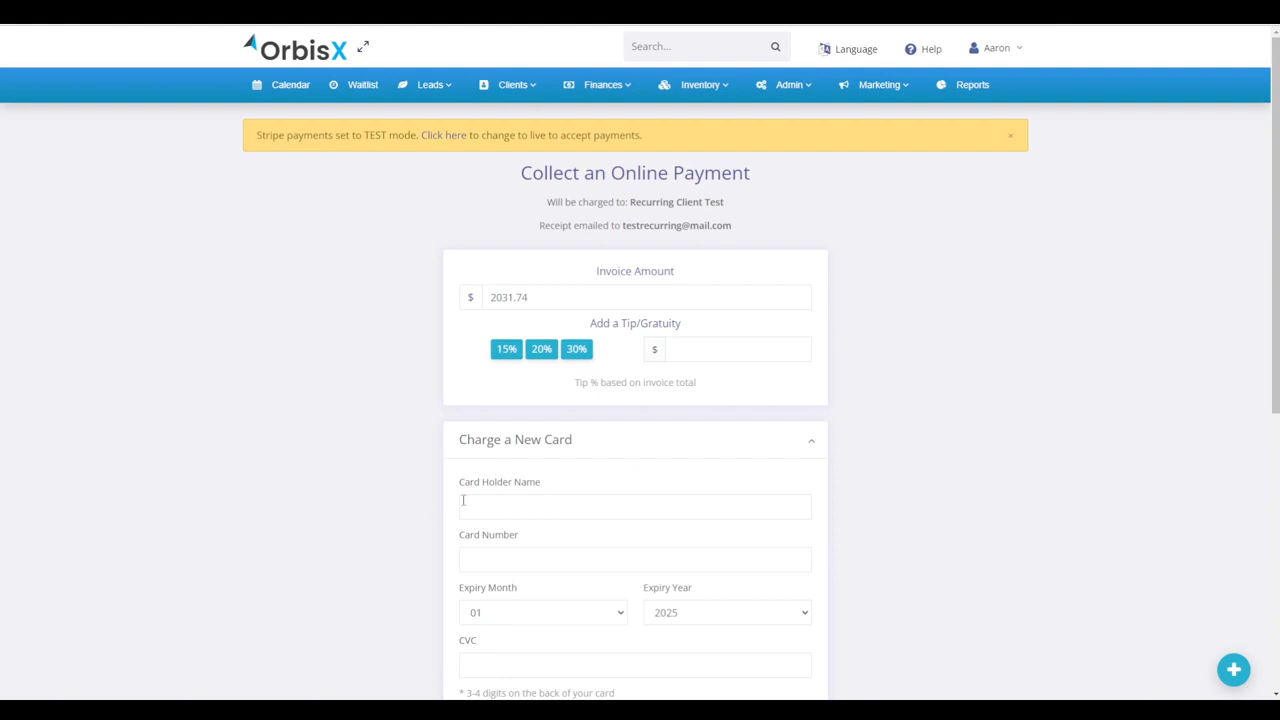 OrbisX
Search...
Language
Help
Aaron
Calendar
Waitlist
Leads
Clients
Finances
Inventory
Admin
Marketing
Reports
Stripe payments set to TEST mode. Click here to change to live to accept payments.
×
Collect an Online Payment
Will be charged to: Recurring Client Test
Receipt emailed to testrecurring@mail.com
Invoice Amount
$ 2031.74
Add a Tip/Gratuity
15% 20% 30% $
Tip % based on invoice total
Charge a New Card
Card Holder Name
Card Number
Expiry Month Expiry Year
01 2025
CVC
* 3-4 digits on the back of your card